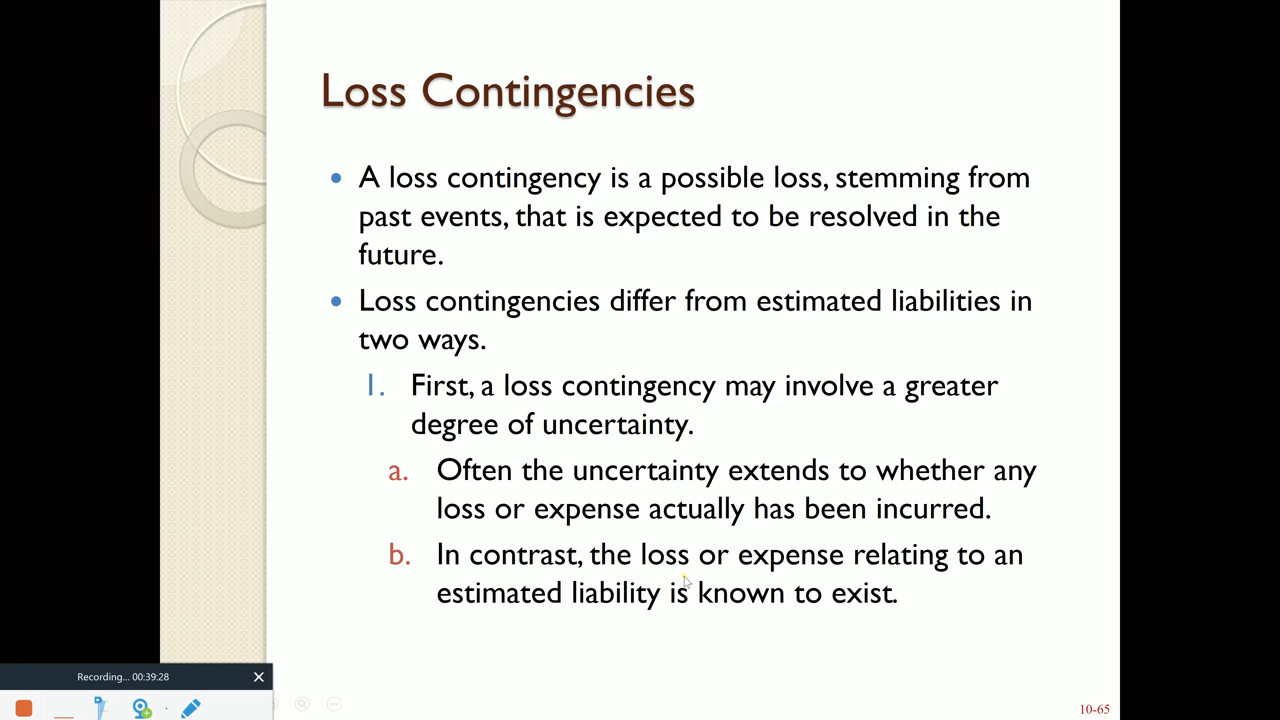 Loss Contingencies
• A loss contingency is a possible loss, stemming from
past events, that is expected to be resolved in the
future.
• Loss contingencies differ from estimated liabilities in
two ways.
1. First, a loss contingency may involve a greater
degree of uncertainty.
a. Often the uncertainty extends to whether any
loss or expense actually has been incurred.
b. In contrast, the loss or expense relating to an
estimated liability is known to exist.
Recording... 00:39:28
10-65